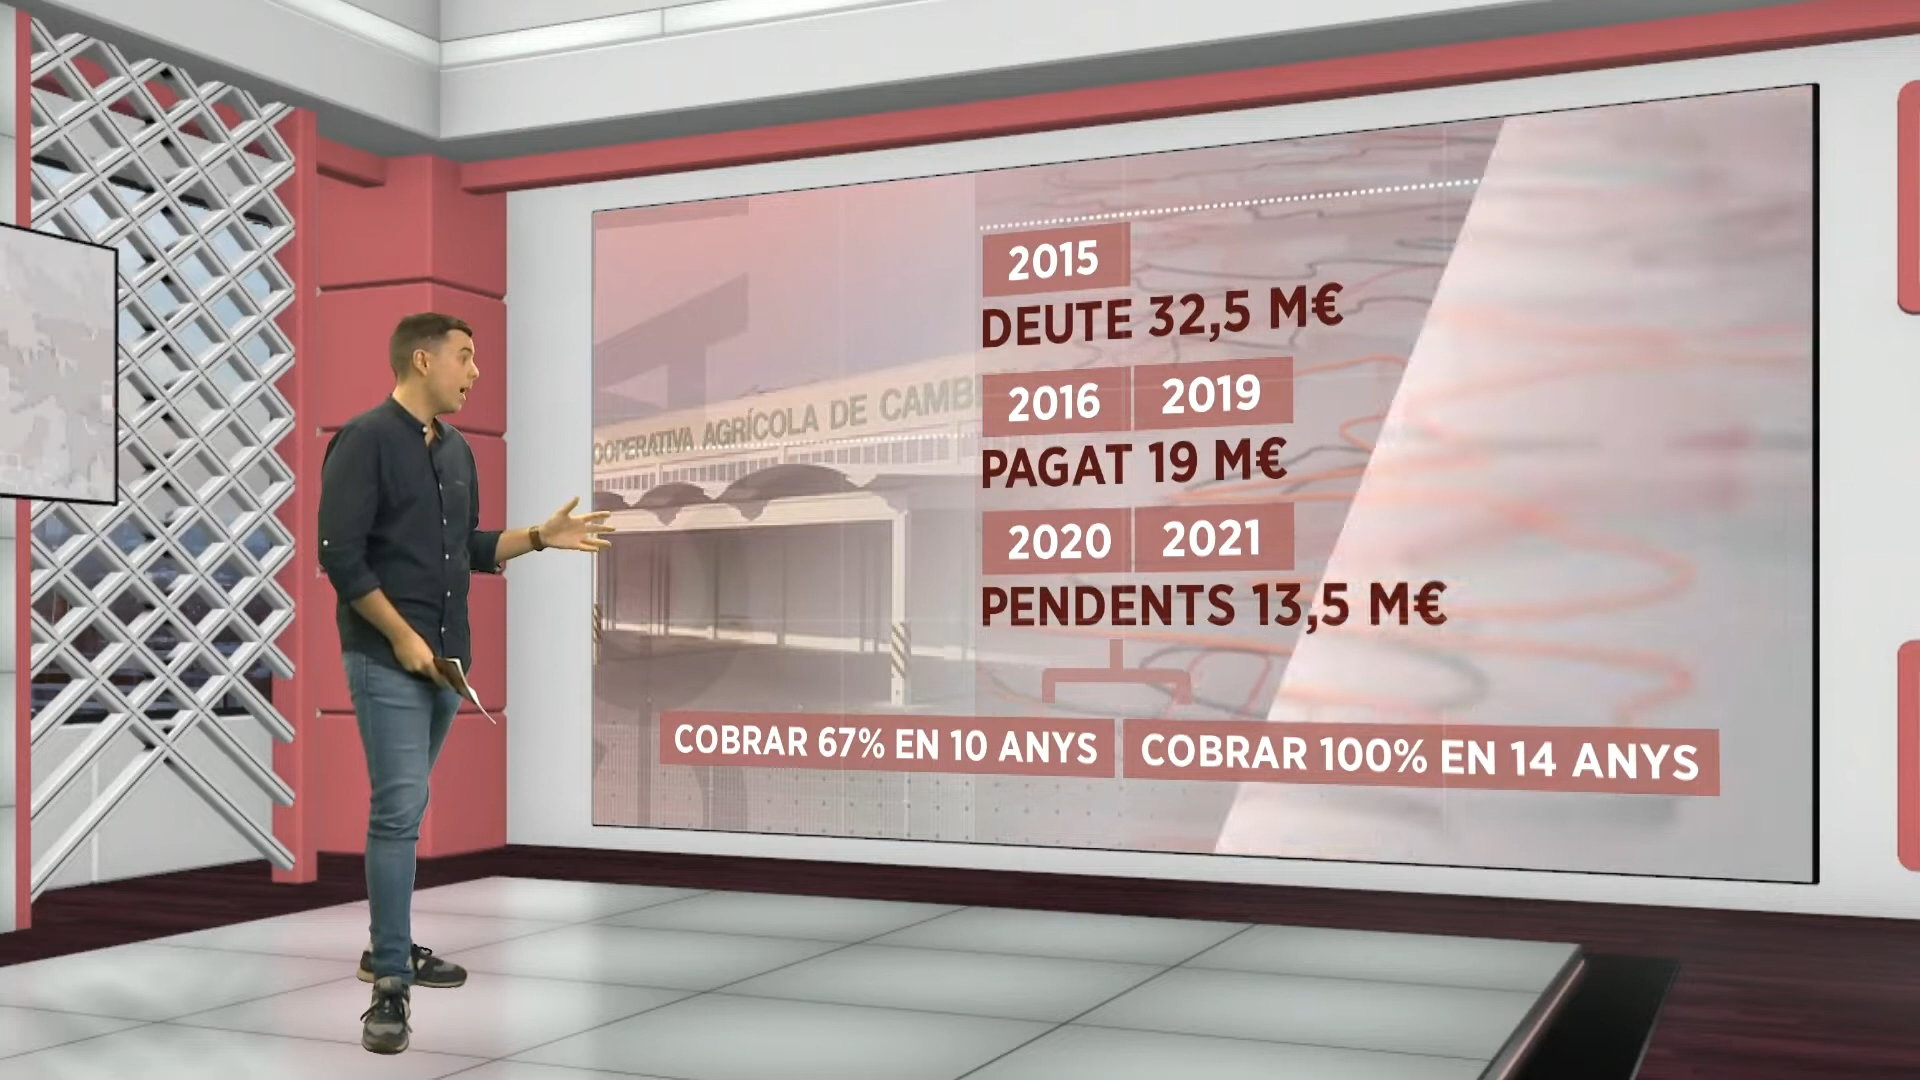 COOPERATIVA AGRÍCOLA DE CAMB
2015
DEUTE 32,5 M€
2016 2019
PAGAT 19 M€
2020 2021
PENDENTS 13,5 M€
COBRAR 67% EN 10 ANYS COBRAR 100% EN 14 ANYS